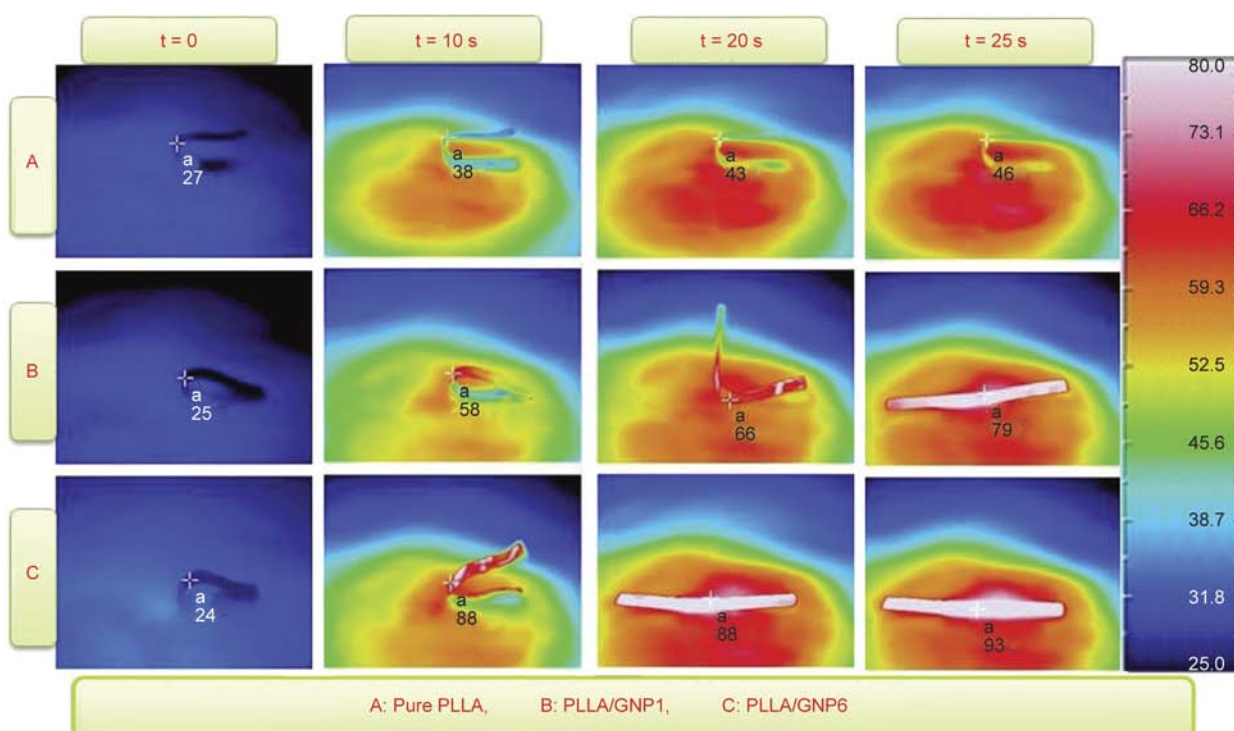 t = 0
t = 10 s
t = 20 s
t = 25 s
A
a
27
a
38
a
43
a
46
B
a
25
a
58
a
66
a
79
C
a
24
a
88
a
88
a
93
80.0
73.1
66.2
59.3
52.5
45.6
38.7
31.8
25.0
A: Pure PLLA, B: PLLA/GNP1, C: PLLA/GNP6